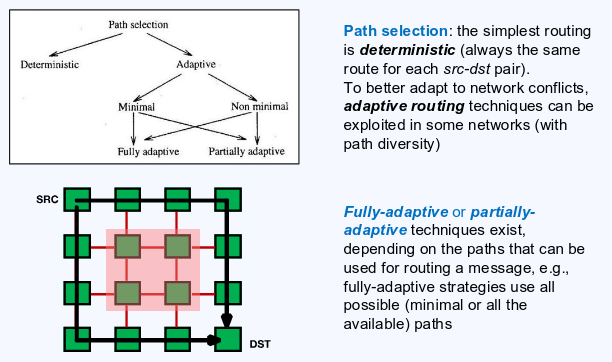 Path selection
Deterministic
Adaptive
Minimal
Non minimal
Fully adaptive
Partially adaptive
Path selection: the simplest routing
is deterministic (always the same
route for each src-dst pair).
To better adapt to network conflicts,
adaptive routing techniques can be
exploited in some networks (with
path diversity)
SRC
DST
Fully-adaptive or partially-
adaptive techniques exist,
depending on the paths that can be
used for routing a message, e.g.,
fully-adaptive strategies use all
possible (minimal or all the
available) paths